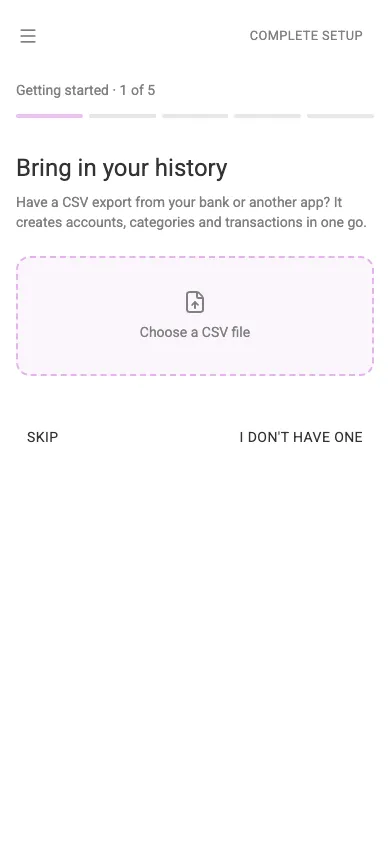 COMPLETE SETUP
Getting started · 1 of 5
Bring in your history
Have a CSV export from your bank or another app? It
creates accounts, categories and transactions in one go.
Choose a CSV file
SKIP
I DON'T HAVE ONE